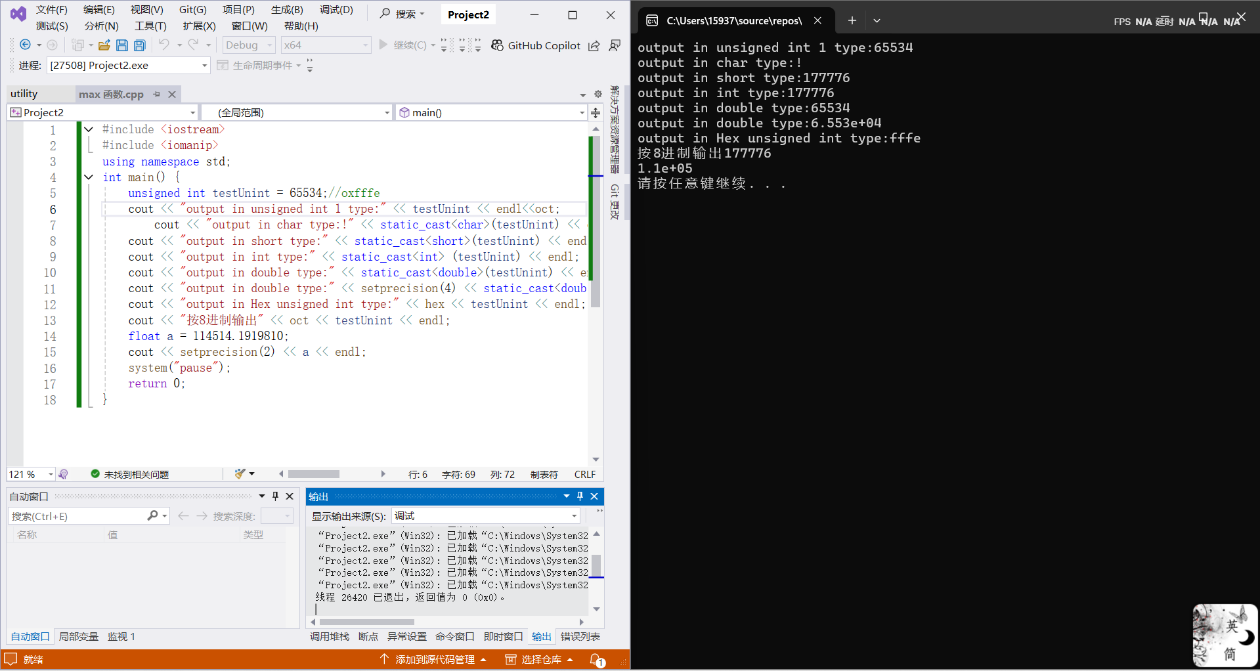 文件(F) 编辑(E) 视图(V) Git(G) 项目(P) 生成(B) 调试(D) 搜索 Project2
测试(S) 分析(N) 工具(T) 扩展(X) 窗口(W) 帮助(H)
Debug x64 继续(C) GitHub Copilot
进程: [27508] Project2.exe 生命周期事件
utility max 函数.cpp
Project2 (全局范围) main()
1 #include <iostream>
2 #include <iomanip>
3 using namespace std;
4 int main() {
5 unsigned int testUnint = 65534;//oxfffe
6 cout << "output in unsigned int 1 type:" << testUnint << endl<<oct;
7 cout << "output in char type:!" << static_cast<char>(testUnint) <<
8 cout << "output in short type:" << static_cast<short>(testUnint) << end
9 cout << "output in int type:" << static_cast<int> (testUnint) << endl;
10 cout << "output in double type:" << static_cast<double>(testUnint) << e
11 cout << "output in double type:" << setprecision(4) << static_cast<doub
12 cout << "output in Hex unsigned int type:" << hex << testUnint << endl;
13 cout << "按8进制输出" << oct << testUnint << endl;
14 float a = 114514.1919810;
15 cout << setprecision(2) << a << endl;
16 system("pause");
17 return 0;
18 }
解决方案资源管理器
Git 更改
121 % 未找到相关问题 行: 6 字符: 69 列: 72 制表符 CRLF
自动窗口
搜索(Ctrl+E) 搜索深度:
名称 值 类型
自动窗口 局部变量 监视 1
输出
显示输出来源(S): 调试
“Project2.exe” (Win32): 已加载 “C:\Windows\System32
“Project2.exe” (Win32): 已加载 “C:\Windows\System32
“Project2.exe” (Win32): 已加载 “C:\Windows\System32
“Project2.exe” (Win32): 已加载 “C:\Windows\System32
“Project2.exe” (Win32): 已加载 “C:\Windows\System32
线程 26420 已退出，返回值为 0 (0x0)。
调用堆栈 断点 异常设置 命令窗口 即时窗口 输出 错误列表
就绪 添加到源代码管理 选择仓库 1
C:\Users\15937\source\repos\ FPS N/A 延时 N/A N/A N/A
output in unsigned int 1 type:65534
output in char type:!
output in short type:177776
output in int type:177776
output in double type:65534
output in double type:6.553e+04
output in Hex unsigned int type:fffe
按8进制输出177776
1.1e+05
请按任意键继续. . .
英
简